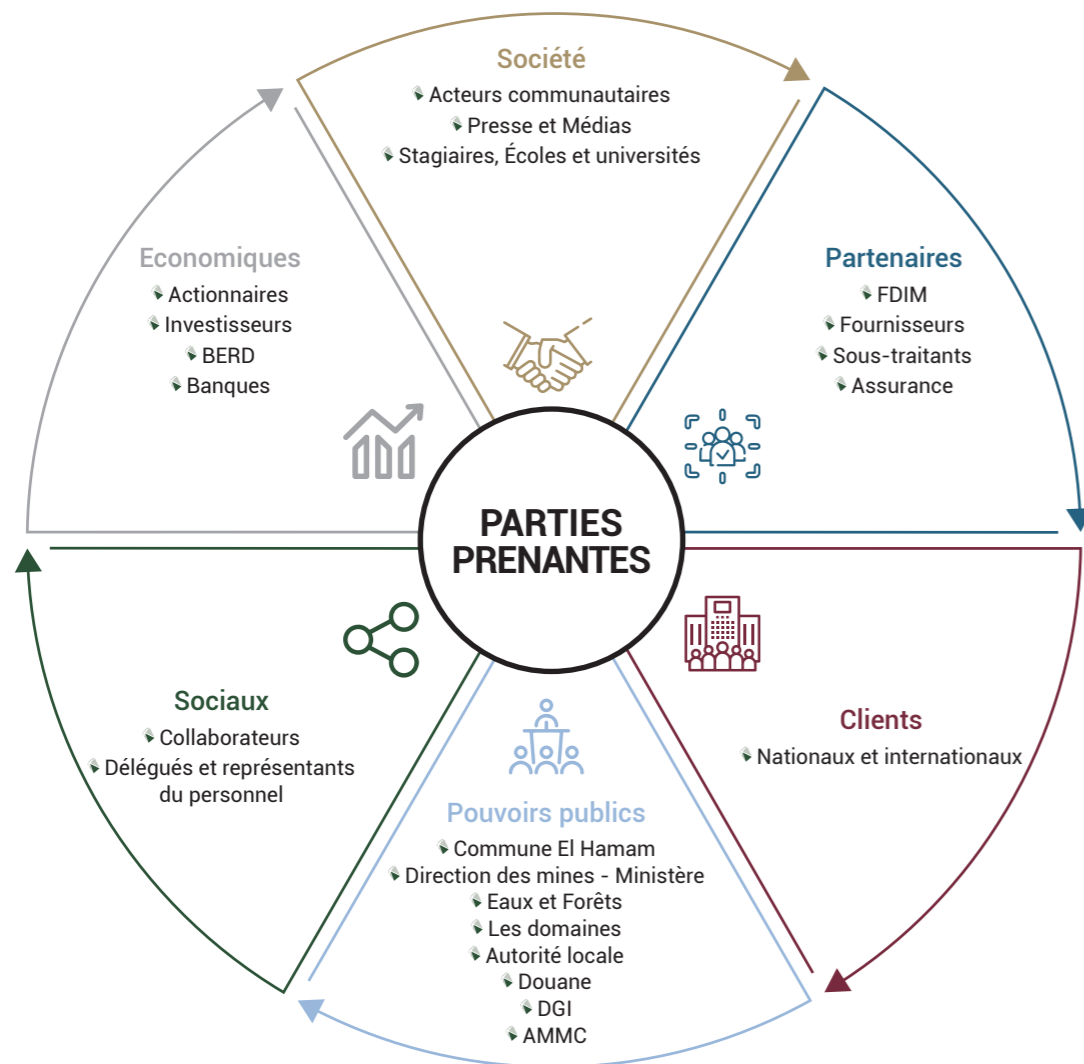 Société
Acteurs communautaires
Presse et Médias
Stagiaires, Écoles et universités
Economiques
Actionnaires
Investisseurs
BERD
Banques
Partenaires
FDIM
Fournisseurs
Sous-traitants
Assurance
PARTIES
PRENANTES
Sociaux
Collaborateurs
Délégués et représentants
du personnel
Pouvoirs publics
Commune El Hamam
Direction des mines - Ministère
Eaux et Forêts
Les domaines
Autorité locale
Douane
DGI
AMMC
Clients
Nationaux et internationaux